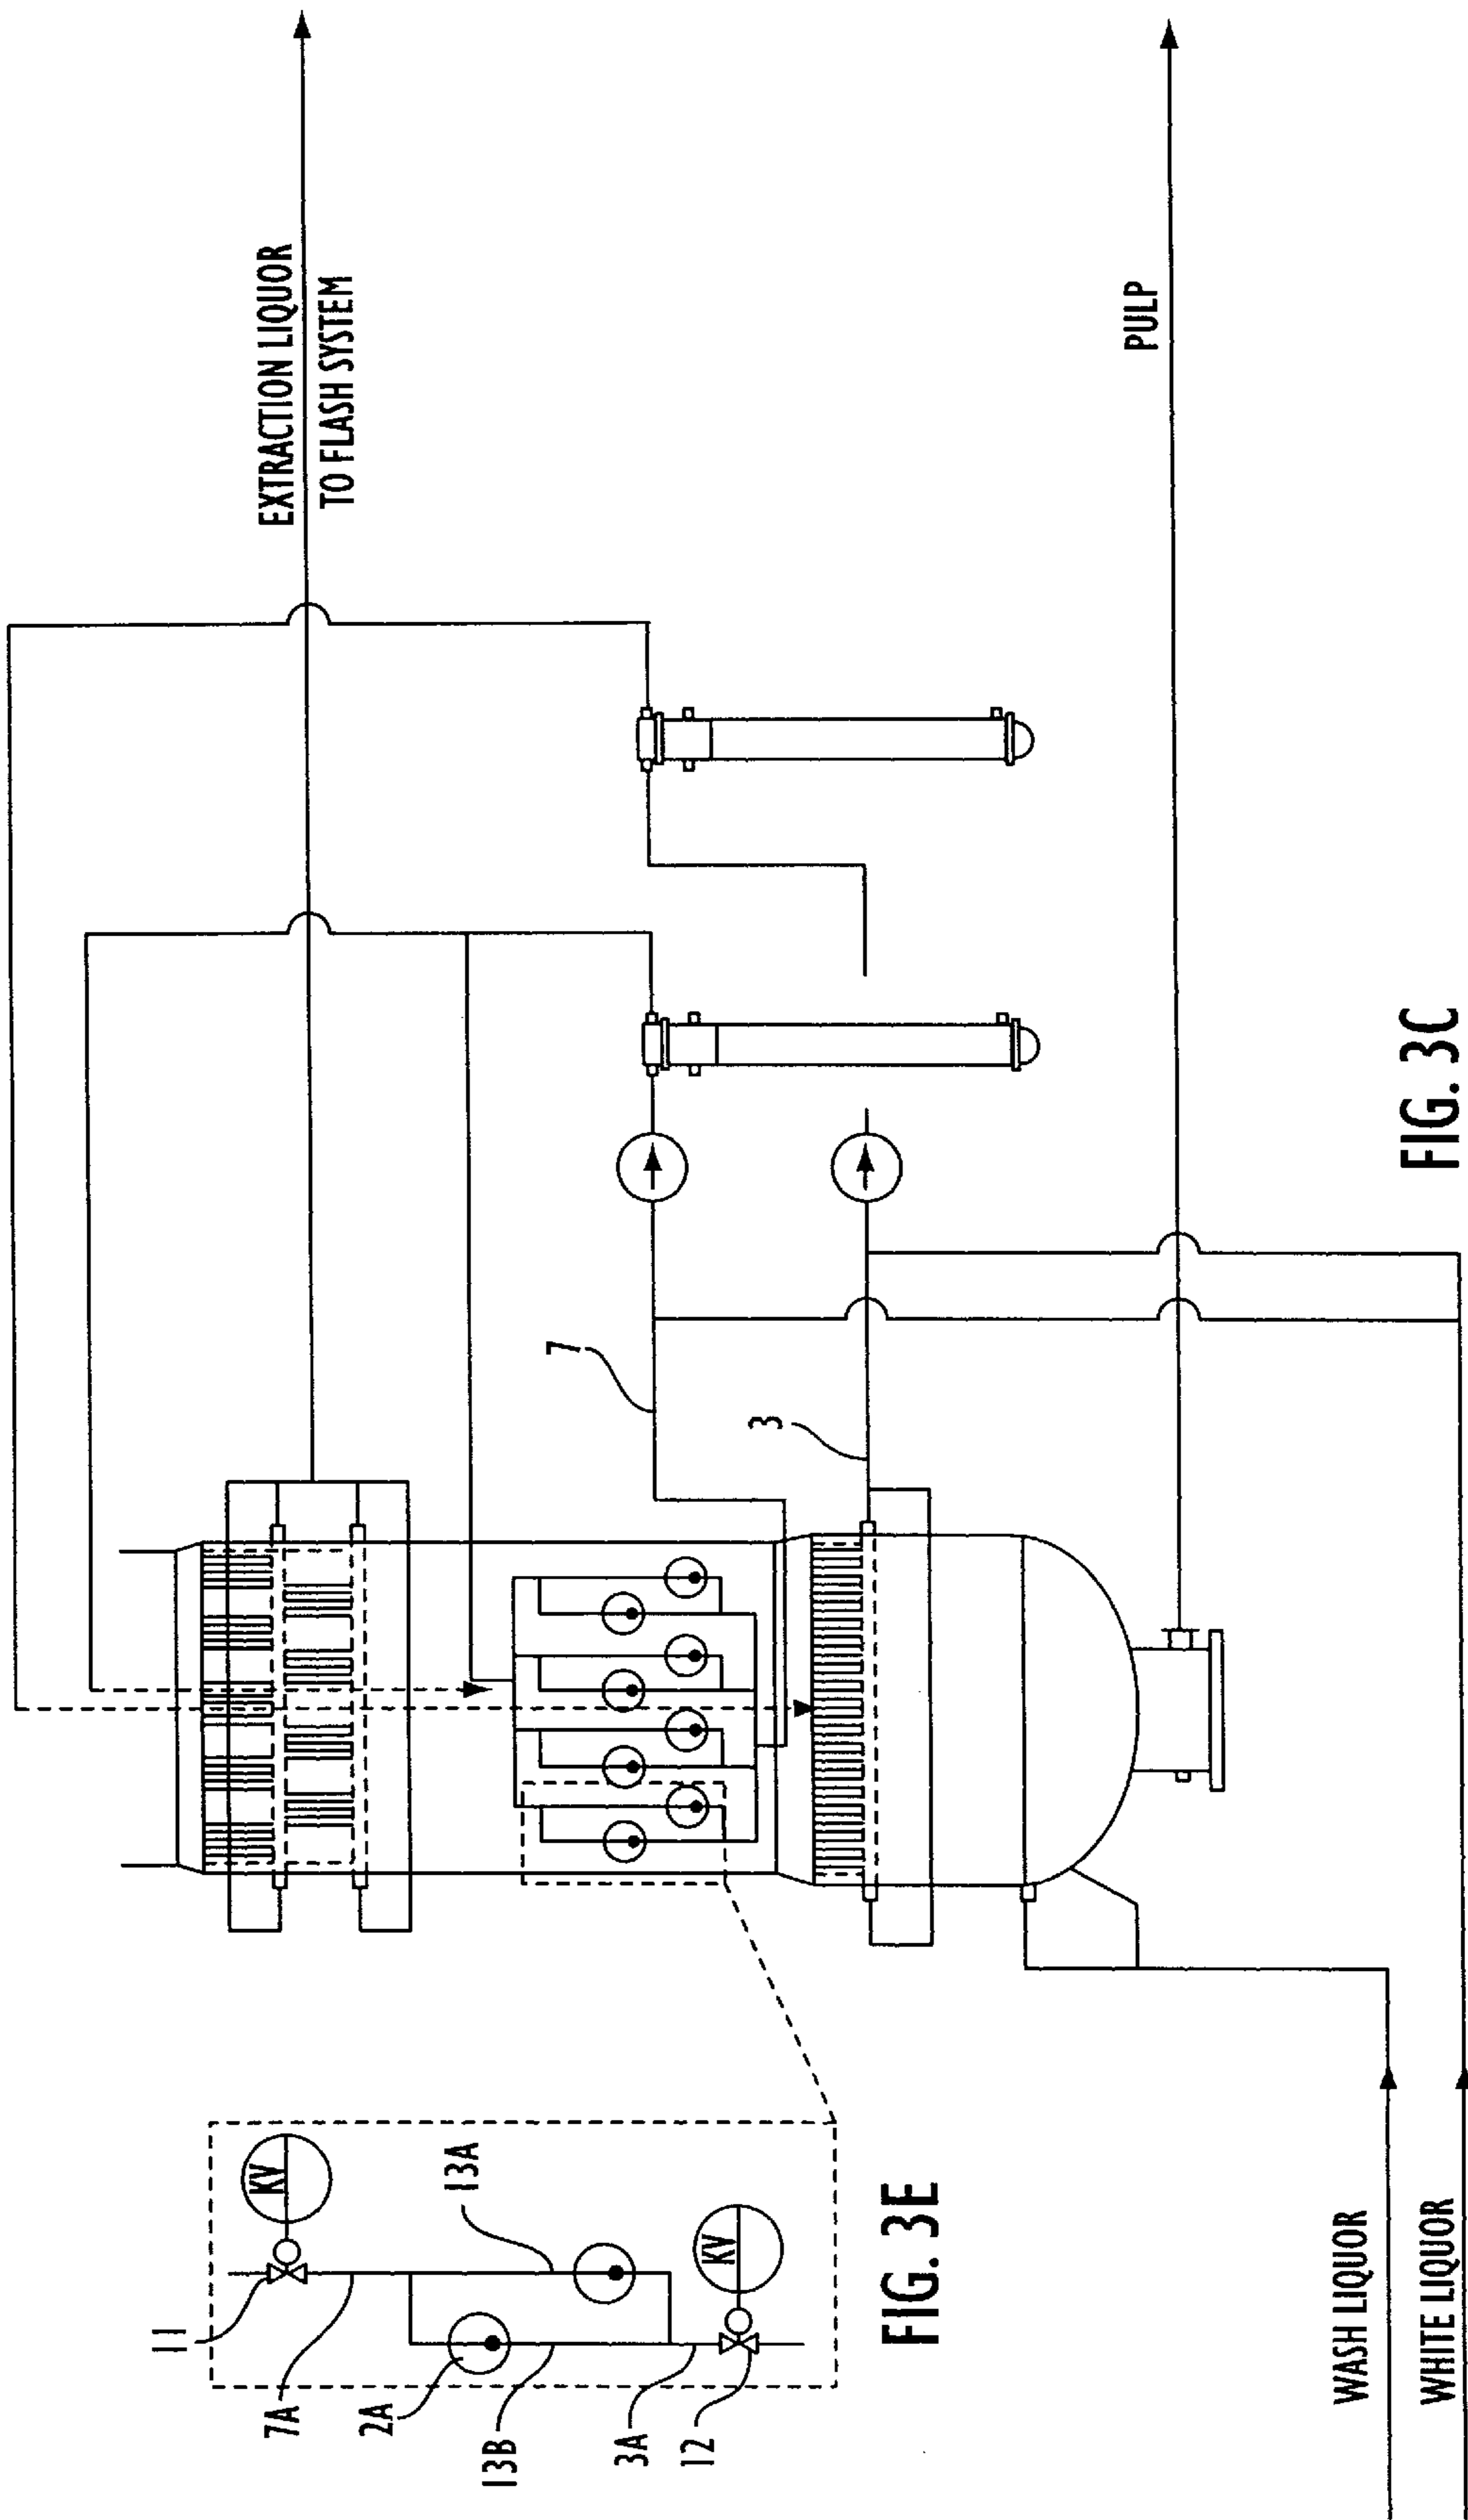 EXTRACTION LIQUOR
TO FLASH SYSTEM
PULP
7
3
FIG. 3C
KV
11
7A
2A
13A
13B
3A
12
KV
FIG. 3E
WASH LIQUOR
WHITE LIQUOR